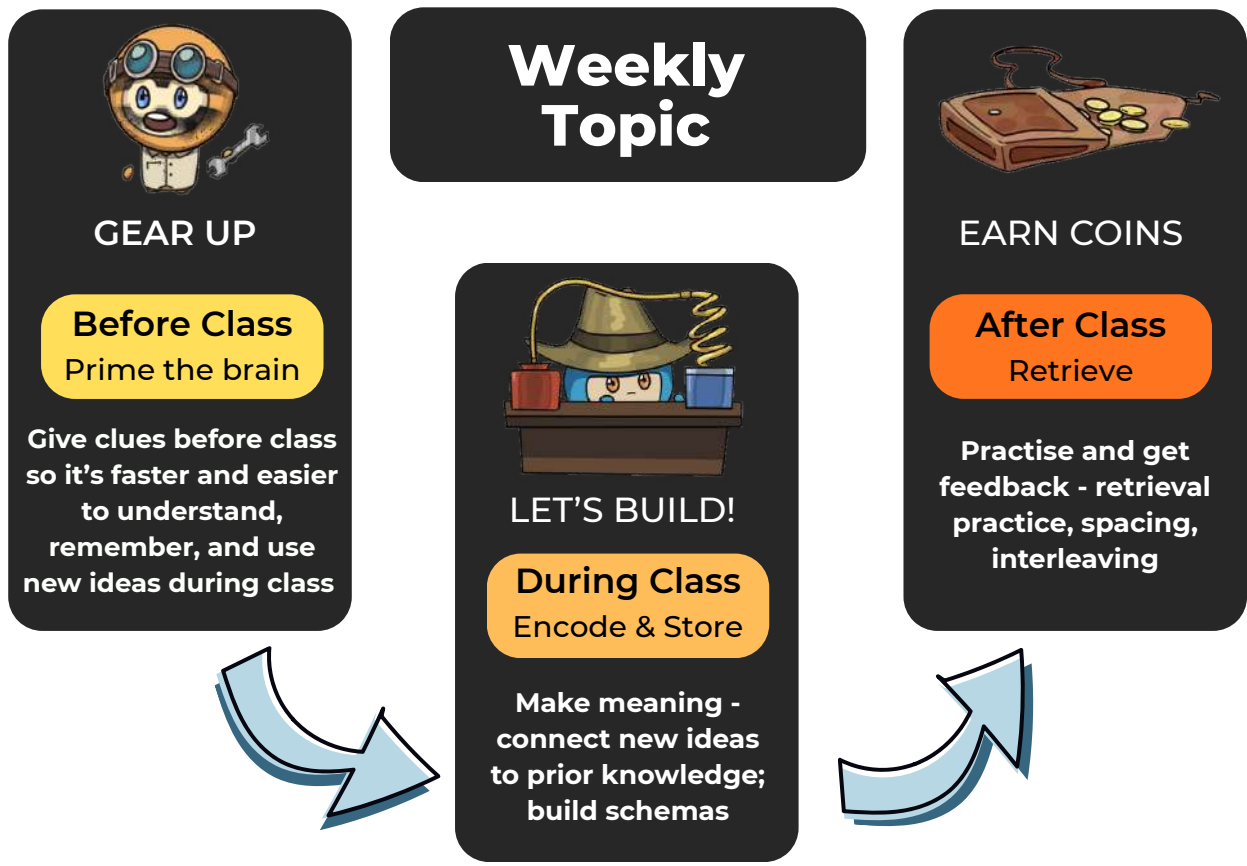 Weekly
Topic
GEAR UP
Before Class
Prime the brain
Give clues before class
so it's faster and easier
to understand,
remember, and use
new ideas during class
LET'S BUILD!
During Class
Encode & Store
Make meaning -
connect new ideas
to prior knowledge;
build schemas
EARN COINS
After Class
Retrieve
Practise and get
feedback - retrieval
practice, spacing,
interleaving